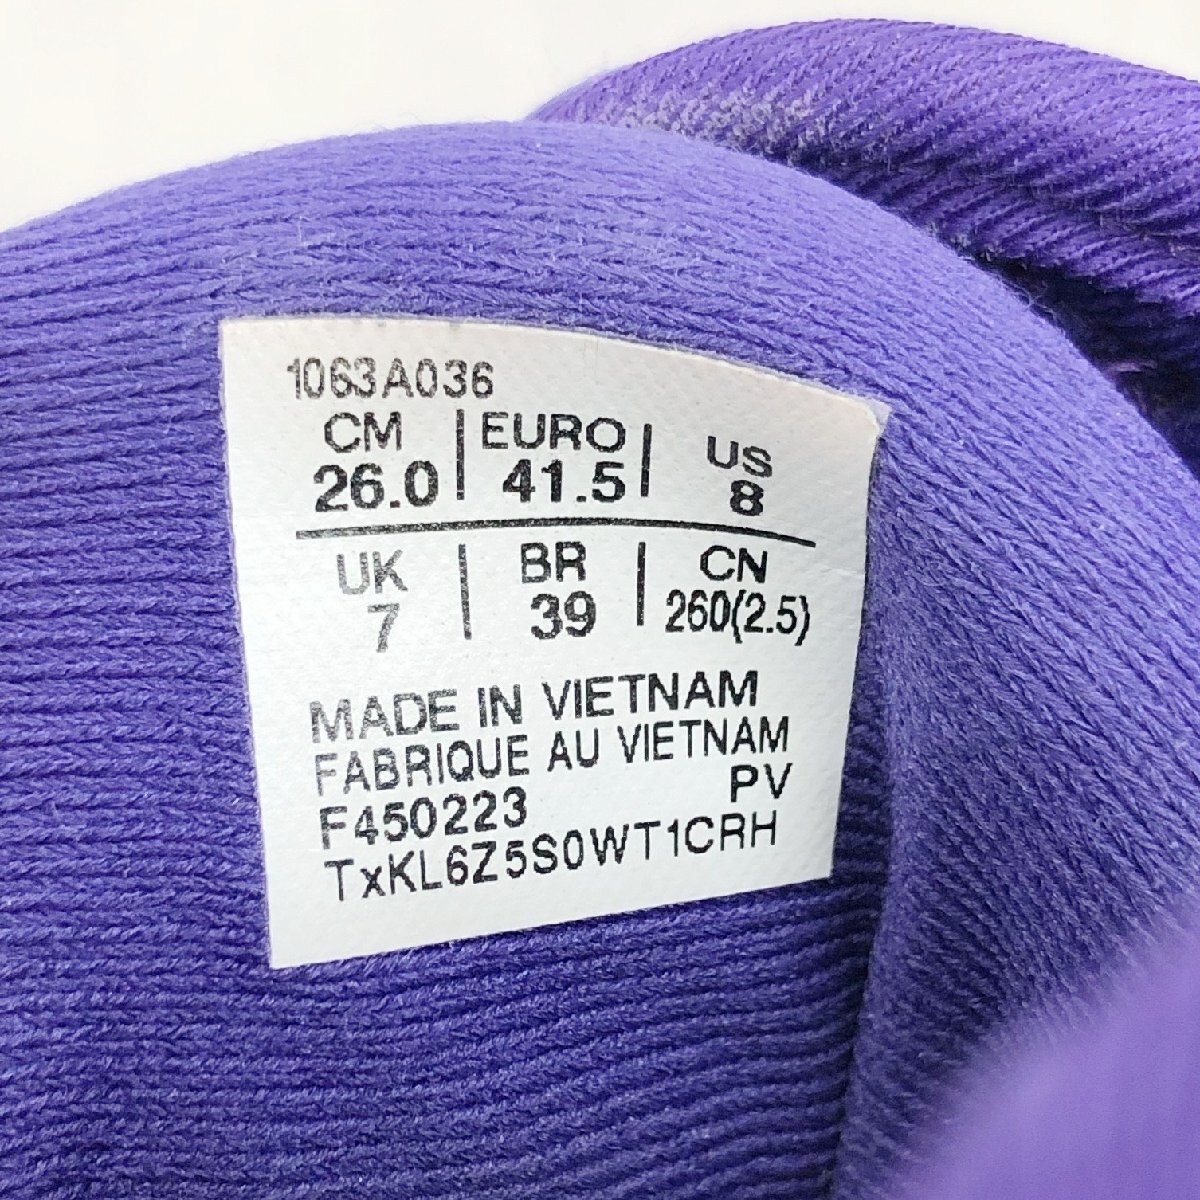 1063A036
CM | EURO | US
26.0 | 41.5 | 8
UK | BR | CN
7 | 39 | 260(2.5)
MADE IN VIETNAM
FABRIQUE AU VIETNAM
F450223 PV
TxKL6Z5S0WT1CRH